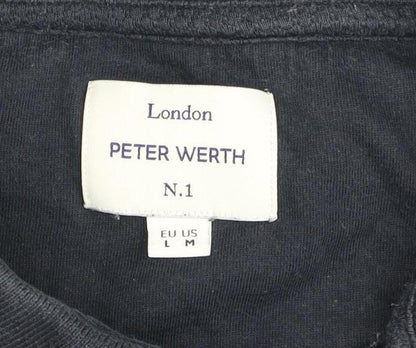 London
PETER WERTH
N.1
EU US
L M